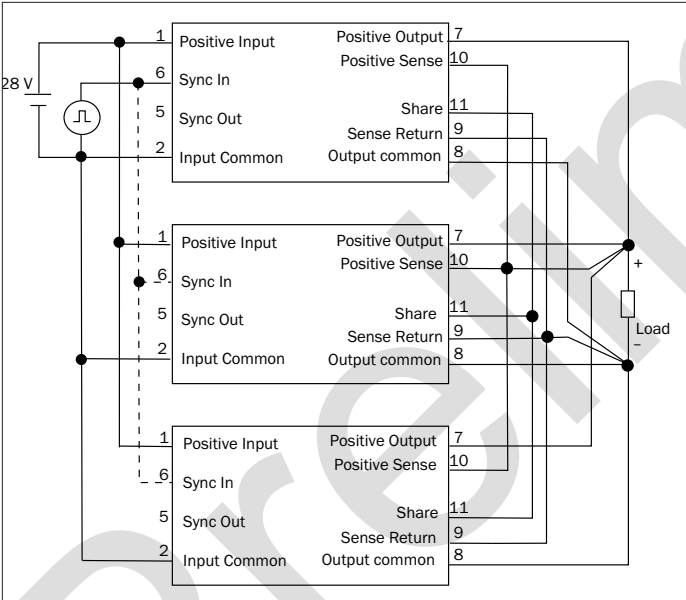 28 V
1 Positive Input
6 Sync In
5 Sync Out
2 Input Common
Positive Output 7
Positive Sense 10
Share 11
Sense Return 9
Output common 8
1 Positive Input
6 Sync In
5 Sync Out
2 Input Common
Positive Output 7
Positive Sense 10
Share 11
Sense Return 9
Output common 8
+
Load
–
1 Positive Input
6 Sync In
5 Sync Out
2 Input Common
Positive Output 7
Positive Sense 10
Share 11
Sense Return 9
Output common 8
Prelim